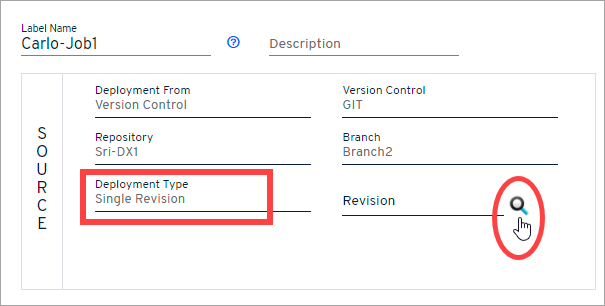 Label Name
Carlo-Job1
?
Description
SOURCE
Deployment From
Version Control
Version Control
GIT
Repository
Sri-DX1
Branch
Branch2
Deployment Type
Single Revision
Revision